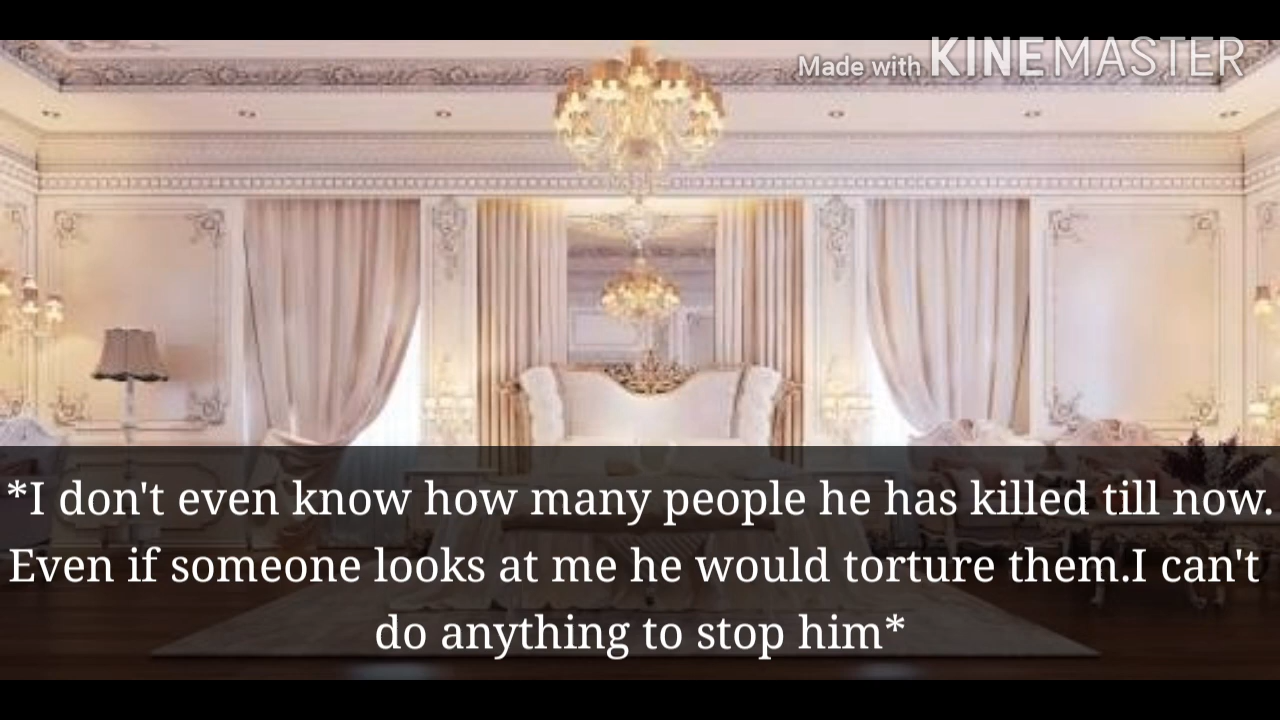 Made with KINEMASTER
*I don't even know how many people he has killed till now.
Even if someone looks at me he would torture them.I can't
do anything to stop him*